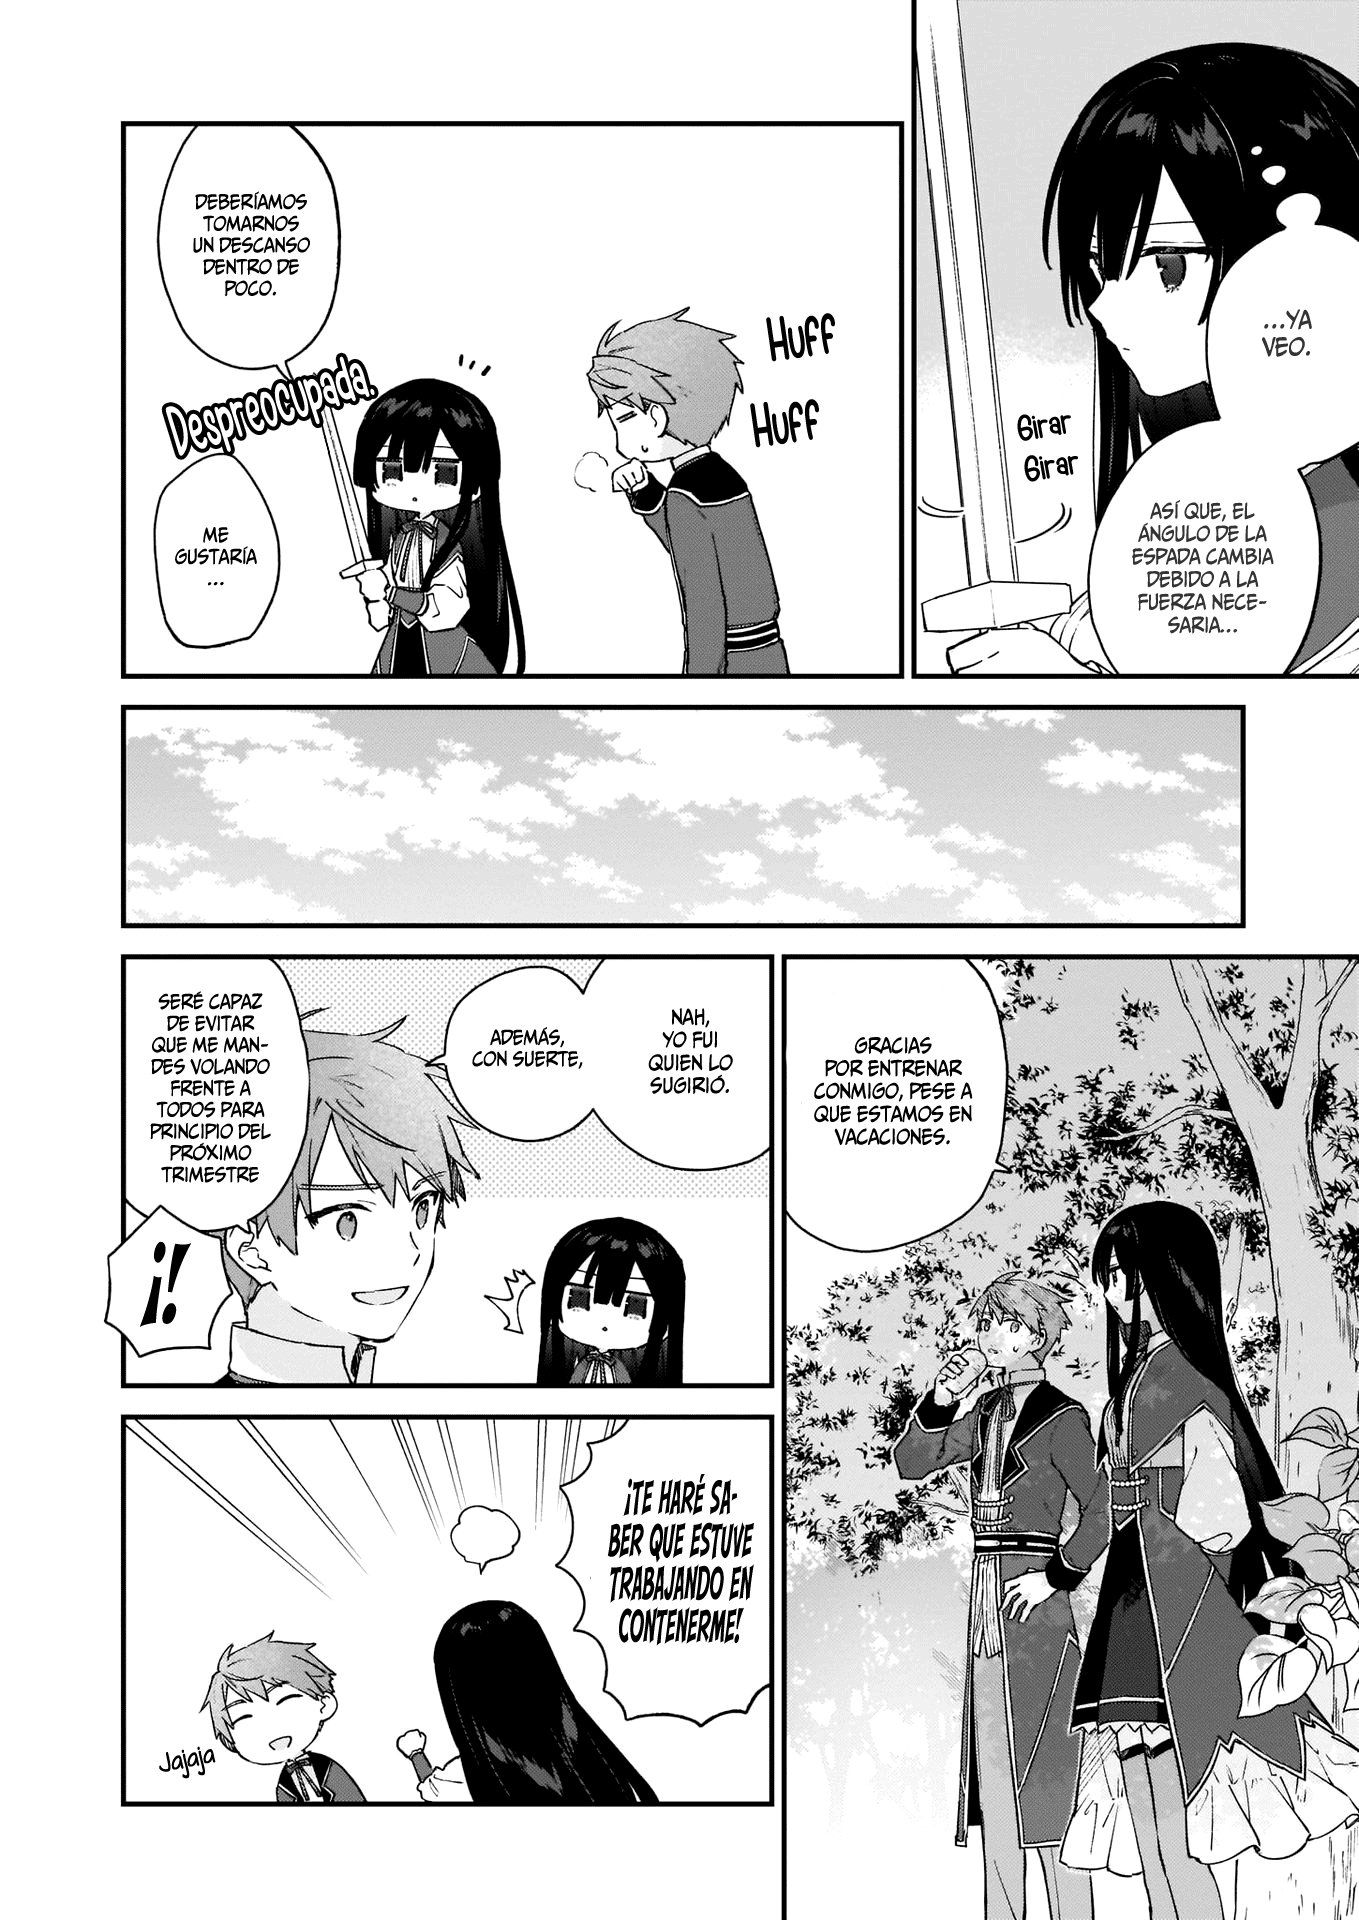 ...YA
VEO.
Girar
Girar
ASÍ QUE, EL
ÁNGULO DE LA
ESPADA CAMBIA
DEBIDO A LA
FUERZA NECE-
SARIA...
Huff
Huff
DEBERÍAMOS
TOMARNOS
UN DESCANSO
DENTRO DE
POCO.
Despreocupada.
ME
GUSTARÍA
...
GRACIAS
POR ENTRENAR
CONMIGO, PESE A
QUE ESTAMOS EN
VACACIONES.
NAH,
YO FUI
QUIEN LO
SUGIRIÓ.
ADEMÁS,
CON SUERTE,
SERÉ CAPAZ
DE EVITAR
QUE ME MAN-
DES VOLANDO
FRENTE A
TODOS PARA
PRINCIPIO DEL
PRÓXIMO
TRIMESTRE
¡!
¡TE HARÉ SA-
BER QUE ESTUVE
TRABAJANDO EN
CONTENERME!
Jajaja